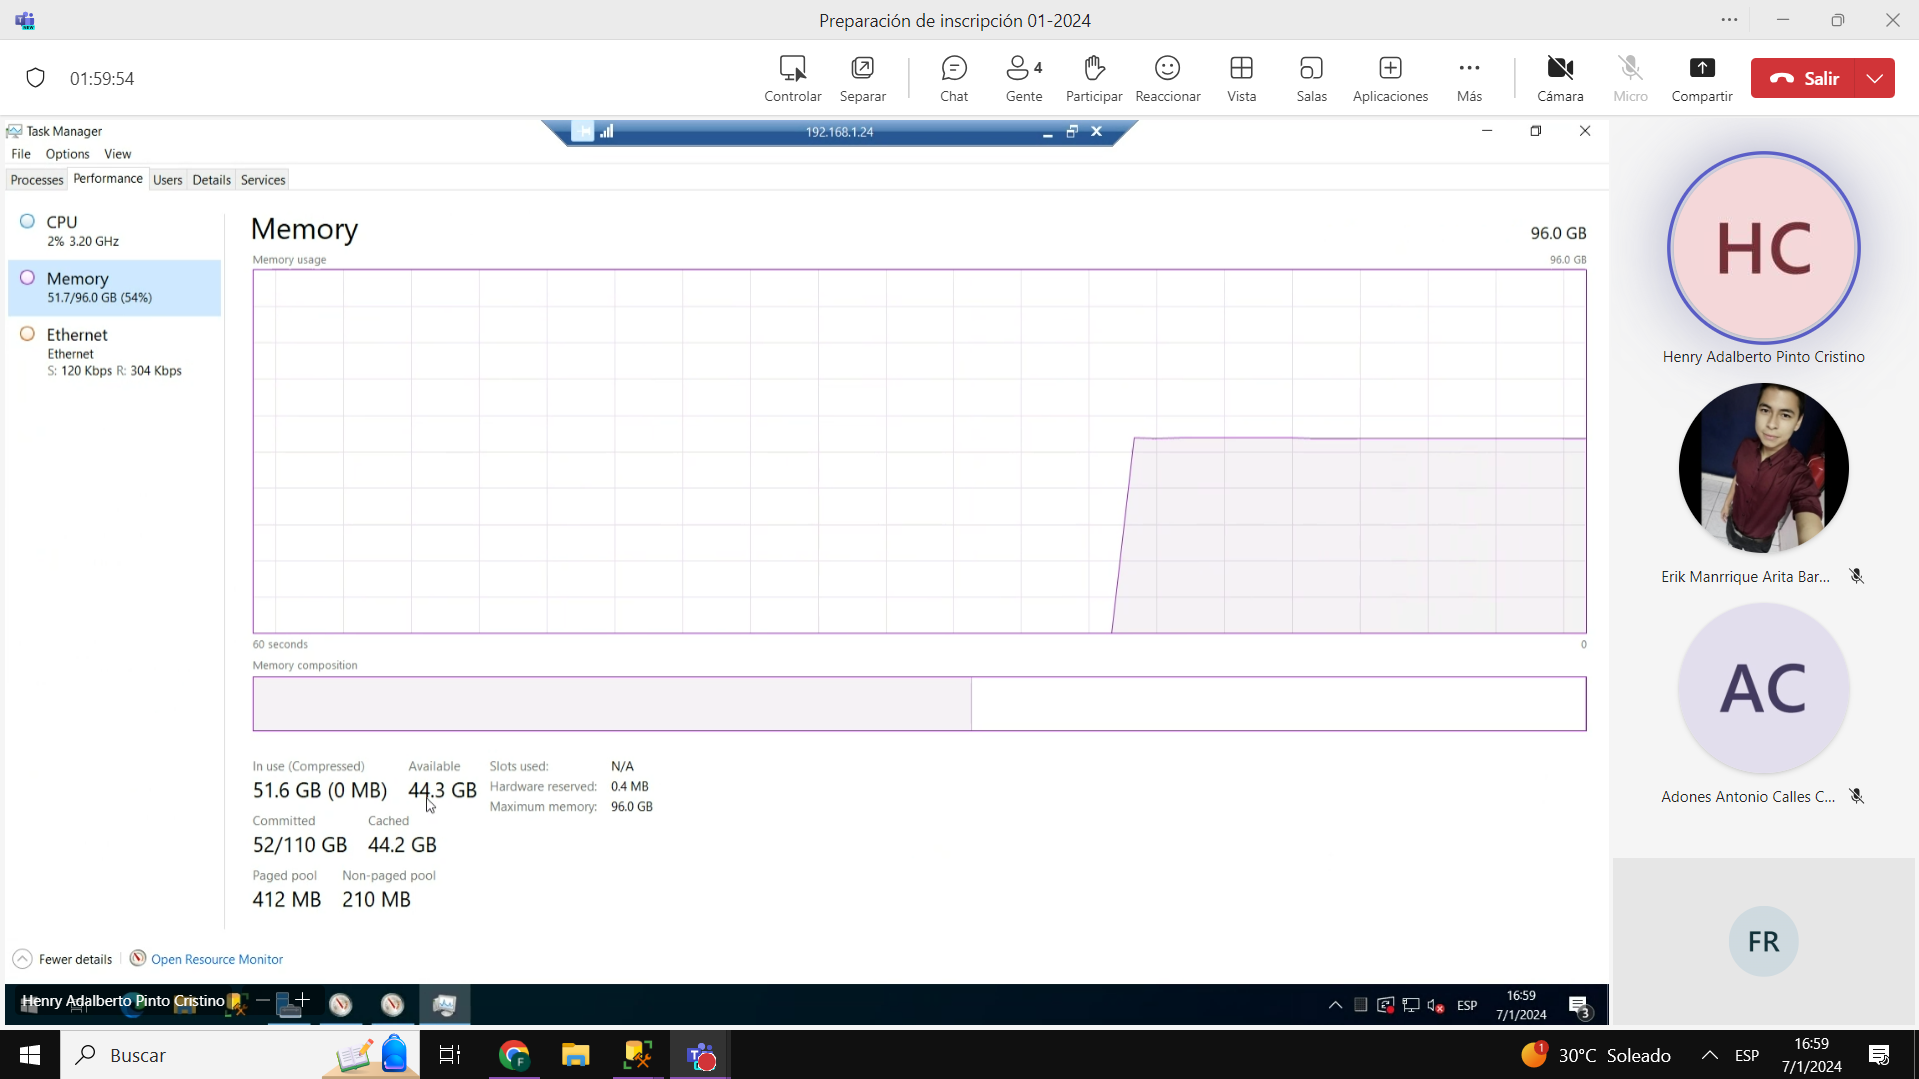 Preparación de inscripción 01-2024
01:59:54
Controlar
Separar
Chat
4
Gente
Participar
Reaccionar
Vista
Salas
Aplicaciones
Más
Cámara
Micro
Compartir
Salir
Task Manager
192.168.1.24
File Options View
Processes Performance Users Details Services
CPU
2% 3.20 GHz
Memory
51.7/96.0 GB (54%)
Ethernet
Ethernet
S: 120 Kbps R: 304 Kbps
Memory
96.0 GB
Memory usage
96.0 GB
60 seconds
0
Memory composition
In use (Compressed)
51.6 GB (0 MB)
Available
44.3 GB
Slots used: N/A
Hardware reserved: 0.4 MB
Maximum memory: 96.0 GB
Committed
52/110 GB
Cached
44.2 GB
Paged pool
412 MB
Non-paged pool
210 MB
Fewer details
Open Resource Monitor
Henry Adalberto Pinto Cristino
ESP
16:59
7/1/2024
3
HC
Henry Adalberto Pinto Cristino
Erik Manrrique Arita Bar...
AC
Adones Antonio Calles C...
FR
Buscar
F
1
30°C Soleado
ESP
16:59
7/1/2024